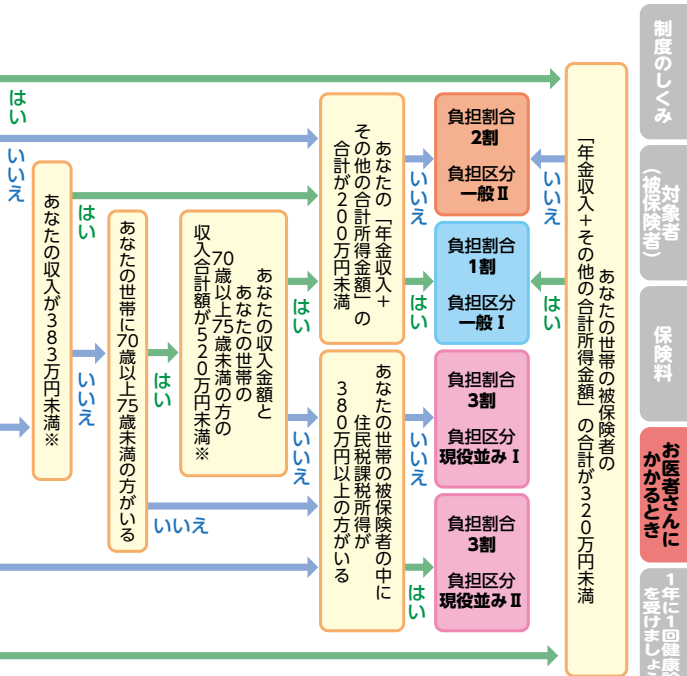 はい
いいえ
あなたの収入が383万円未満※
はい
いいえ
あなたの世帯に70歳以上75歳未満の方がいる
はい
いいえ
あなたの収入金額と
あなたの世帯の
70歳以上75歳未満の方の
収入合計額が520万円未満※
はい
いいえ
あなたの「年金収入+
その他の合計所得金額」の
合計が200万円未満
いいえ
はい
あなたの世帯の被保険者の中に
住民税課税所得が
380万円以上の方がいる
いいえ
はい
負担割合
2割
負担区分
一般Ⅱ
負担割合
1割
負担区分
一般Ⅰ
負担割合
3割
負担区分
現役並みⅠ
負担割合
3割
負担区分
現役並みⅡ
いいえ
はい
あなたの世帯の被保険者の
「年金収入+その他の合計所得金額」の合計が320万円未満
制度のしくみ
対象者
(被保険者)
保険料
お医者さんに
かかるとき
1年に1回健康
を受けましょ